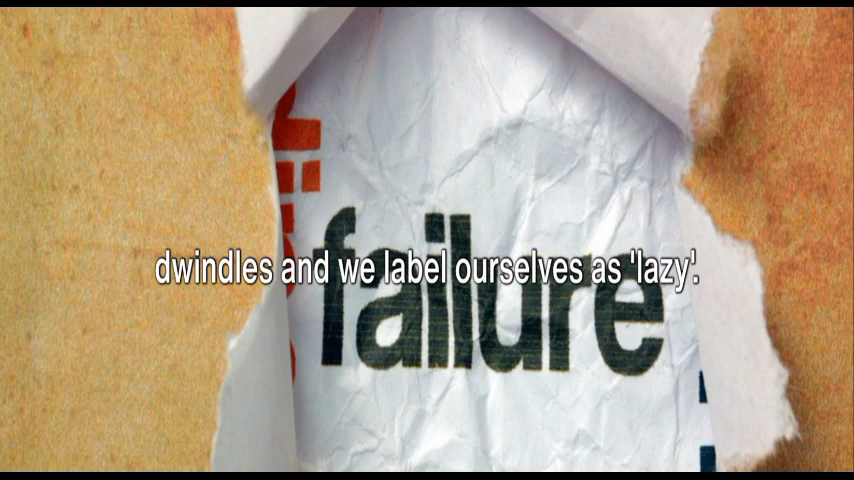 dwindles and we label ourselves as 'lazy'.
failure